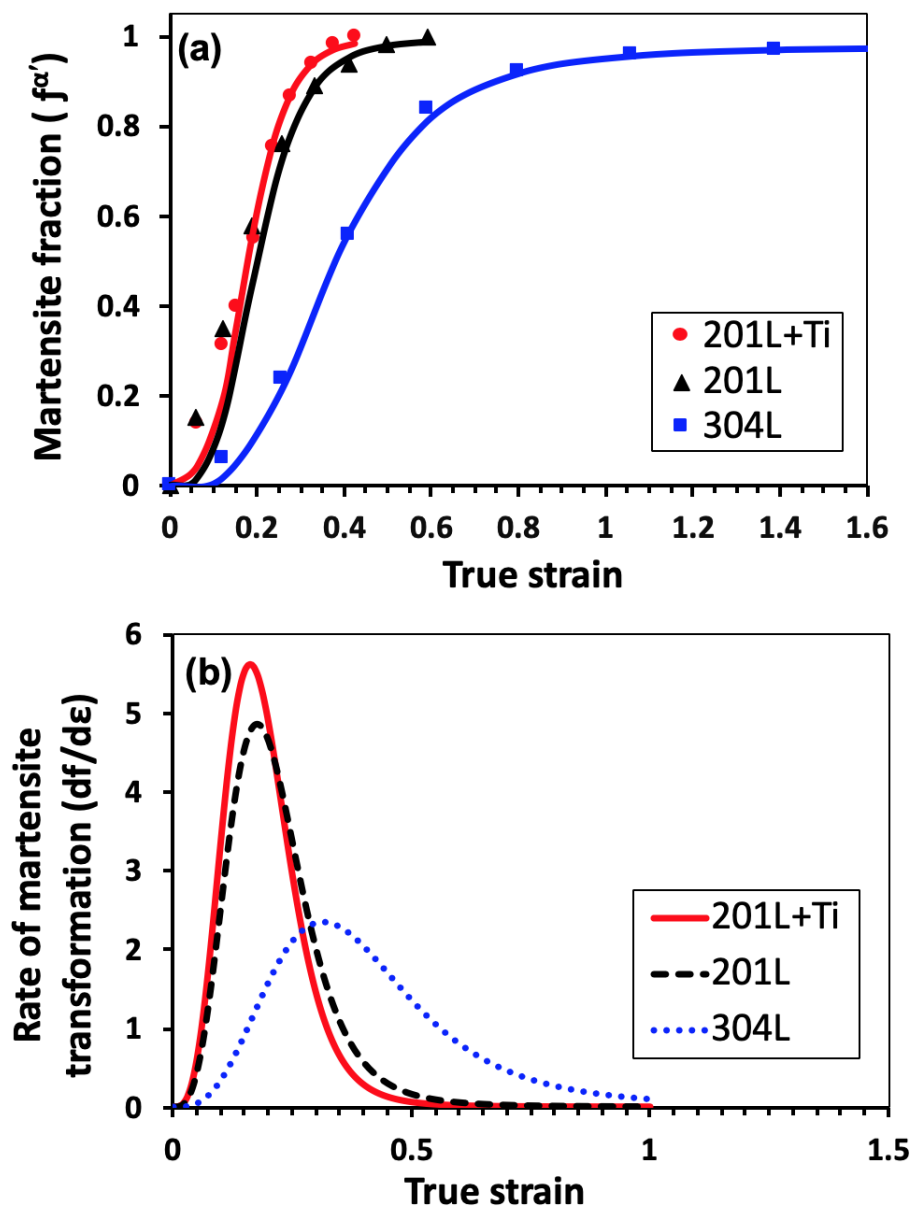 (a)
Martensite fraction ( f^α′)
1
0.8
0.6
0.4
0.2
0
201L+Ti
201L
304L
0 0.2 0.4 0.6 0.8 1 1.2 1.4 1.6
True strain
(b)
Rate of martensite
transformation (df/dε)
6
5
4
3
2
1
0
201L+Ti
201L
304L
0 0.5 1 1.5
True strain